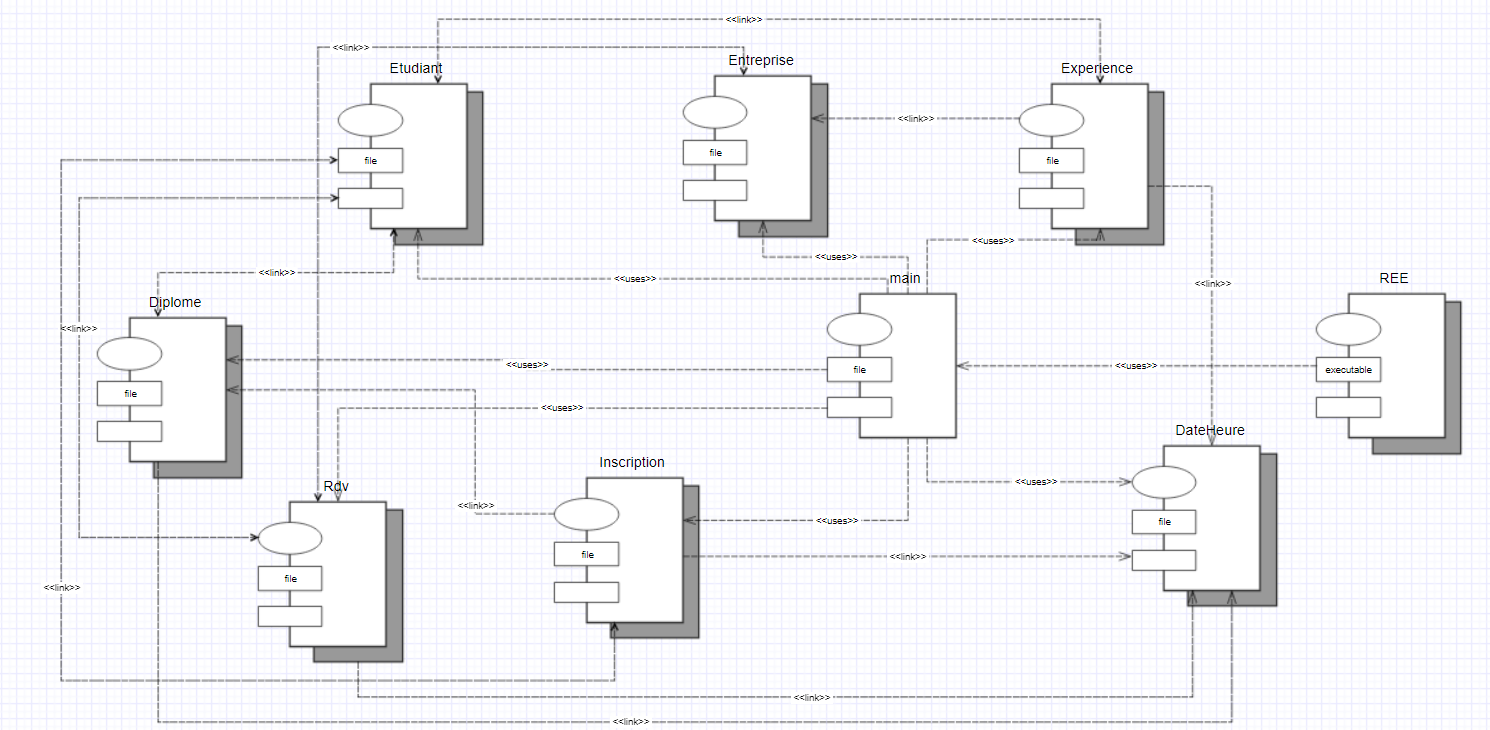 <<link>>
<<link>>
Entreprise
Etudiant
Experience
<<link>>
file
file
file
<<uses>>
<<uses>>
<<link>>
<<uses>>
main
REE
<<link>>
Diplome
<<link>>
<<uses>>
<<uses>>
file
executable
file
<<uses>>
DateHeure
Inscription
Rdv
<<uses>>
<<link>>
<<uses>>
file
file
<<link>>
file
<<link>>
<<link>>
<<link>>